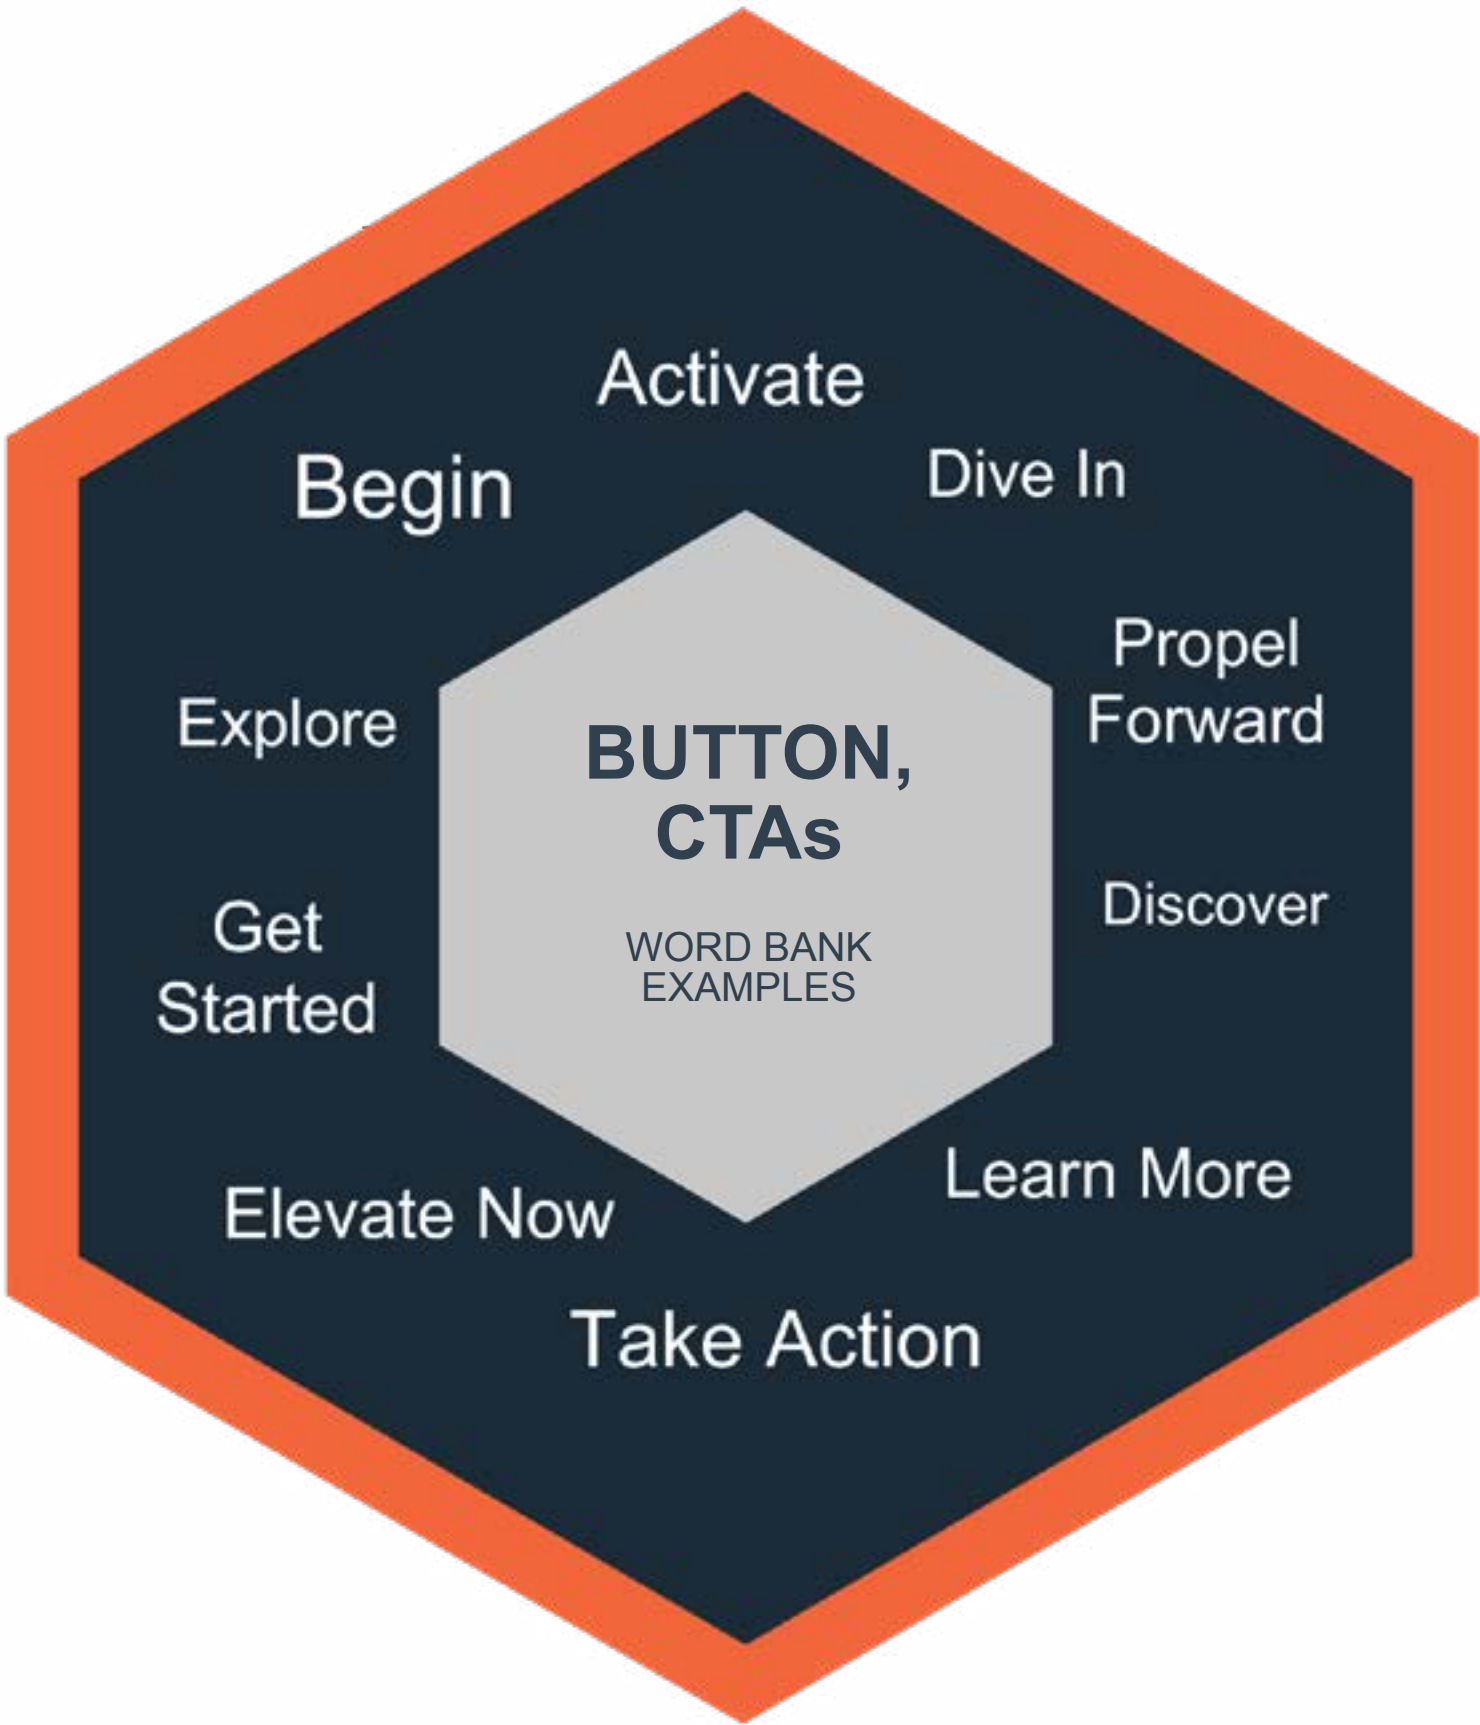 Activate
Begin
Dive In
Propel
Forward
Explore
BUTTON,
CTAs
Discover
Get
Started
WORD BANK
EXAMPLES
Learn More
Elevate Now
Take Action